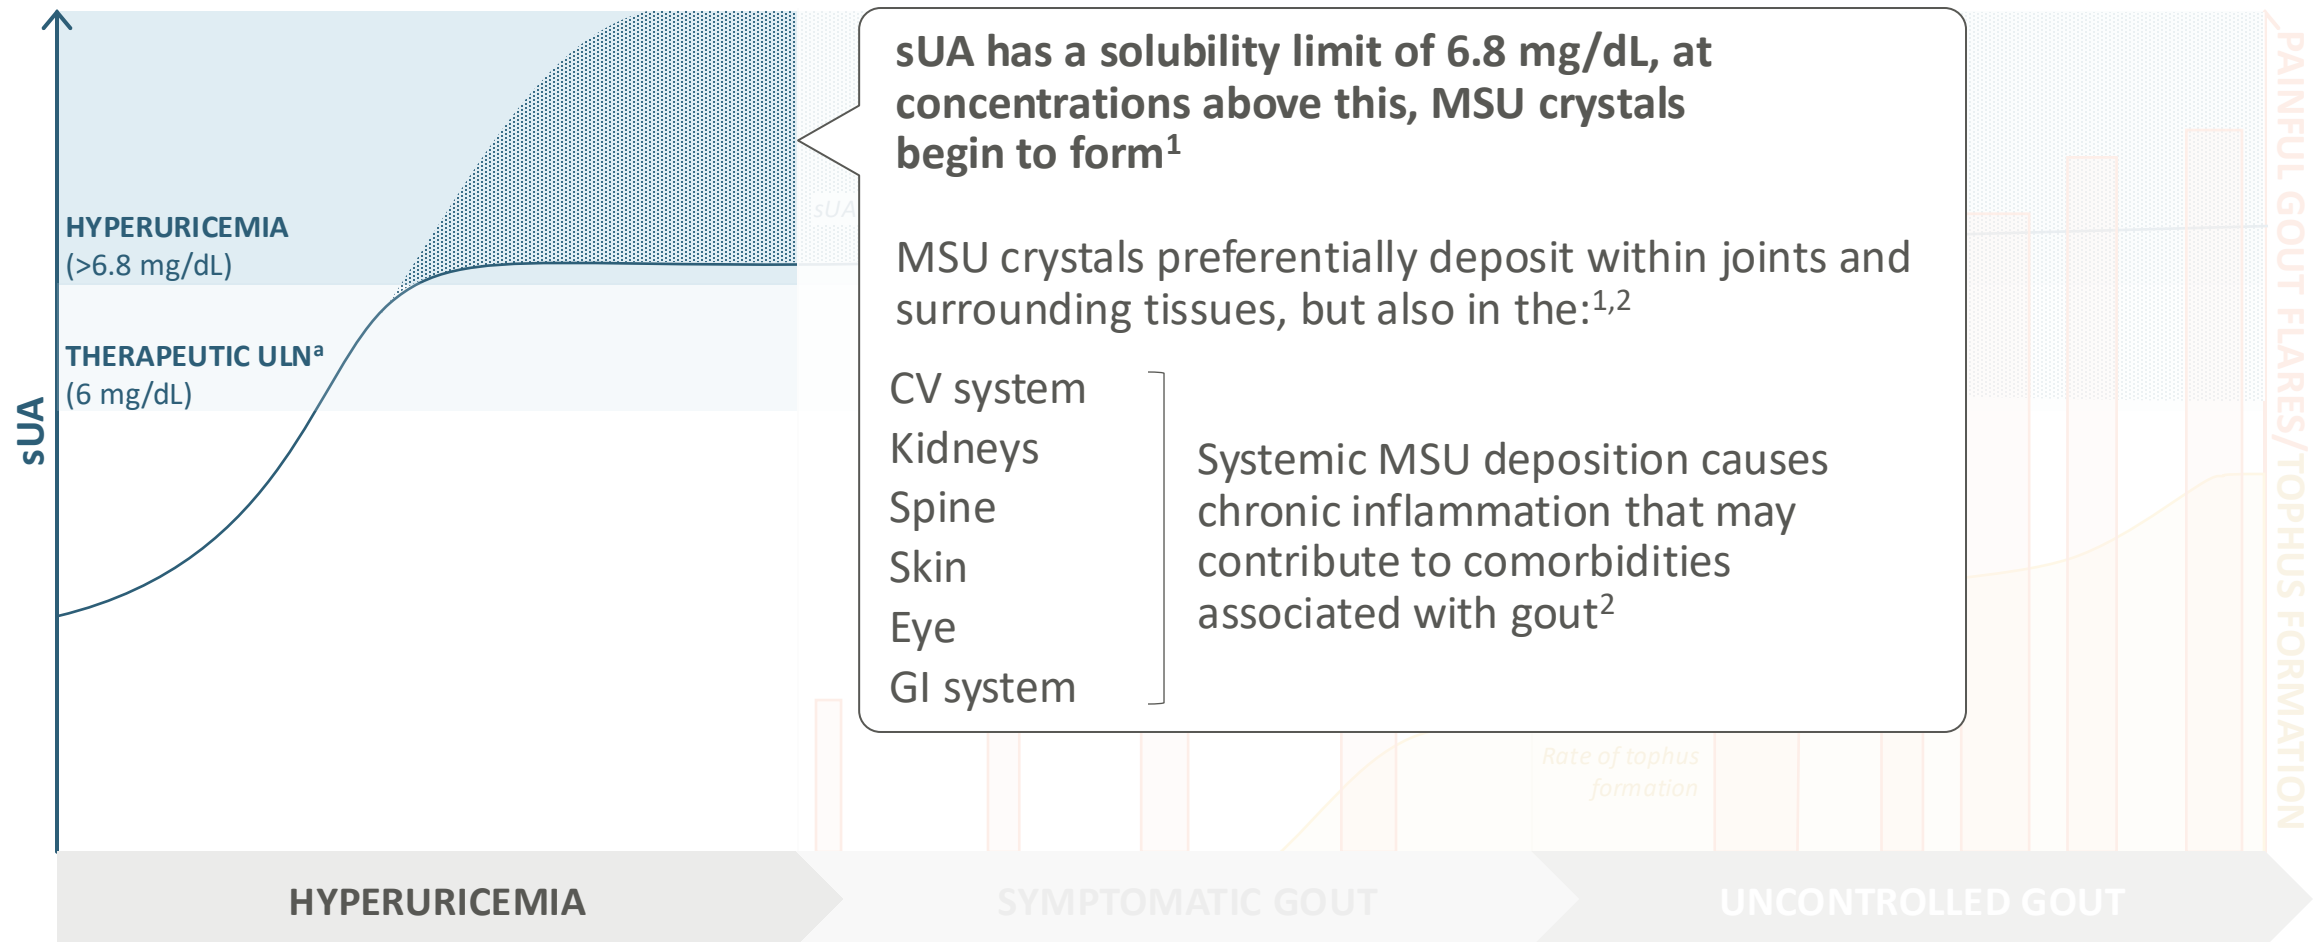 sUA has a solubility limit of 6.8 mg/dL, at
concentrations above this, MSU crystals
begin to form¹
HYPERURICEMIA
(>6.8 mg/dL)
sUA
MSU crystals preferentially deposit within joints and
surrounding tissues, but also in the:¹,²
THERAPEUTIC ULNᵃ
(6 mg/dL)
sUA
CV system
Kidneys
Spine
Skin
Eye
GI system
Systemic MSU deposition causes
chronic inflammation that may
contribute to comorbidities
associated with gout²
PAINFUL GOUT FLARES/TOPHUS FORMATION
Rate of tophus
formation
HYPERURICEMIA
SYMPTOMATIC GOUT
UNCONTROLLED GOUT